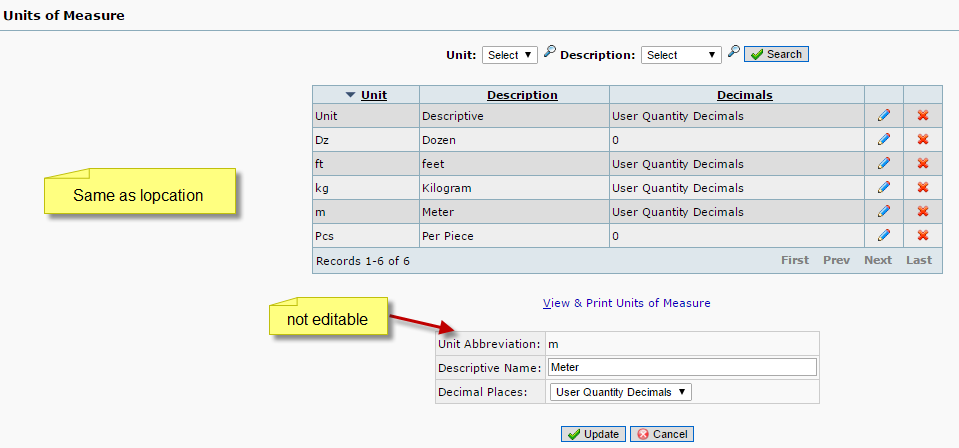 Units of Measure
Unit: Select Description: Select Search
Unit Description Decimals
Unit Descriptive User Quantity Decimals
Dz Dozen 0
ft feet User Quantity Decimals
kg Kilogram User Quantity Decimals
Same as lopcation
m Meter User Quantity Decimals
Pcs Per Piece 0
Records 1-6 of 6 First Prev Next Last
View & Print Units of Measure
not editable
Unit Abbreviation: m
Descriptive Name: Meter
Decimal Places: User Quantity Decimals
Update Cancel